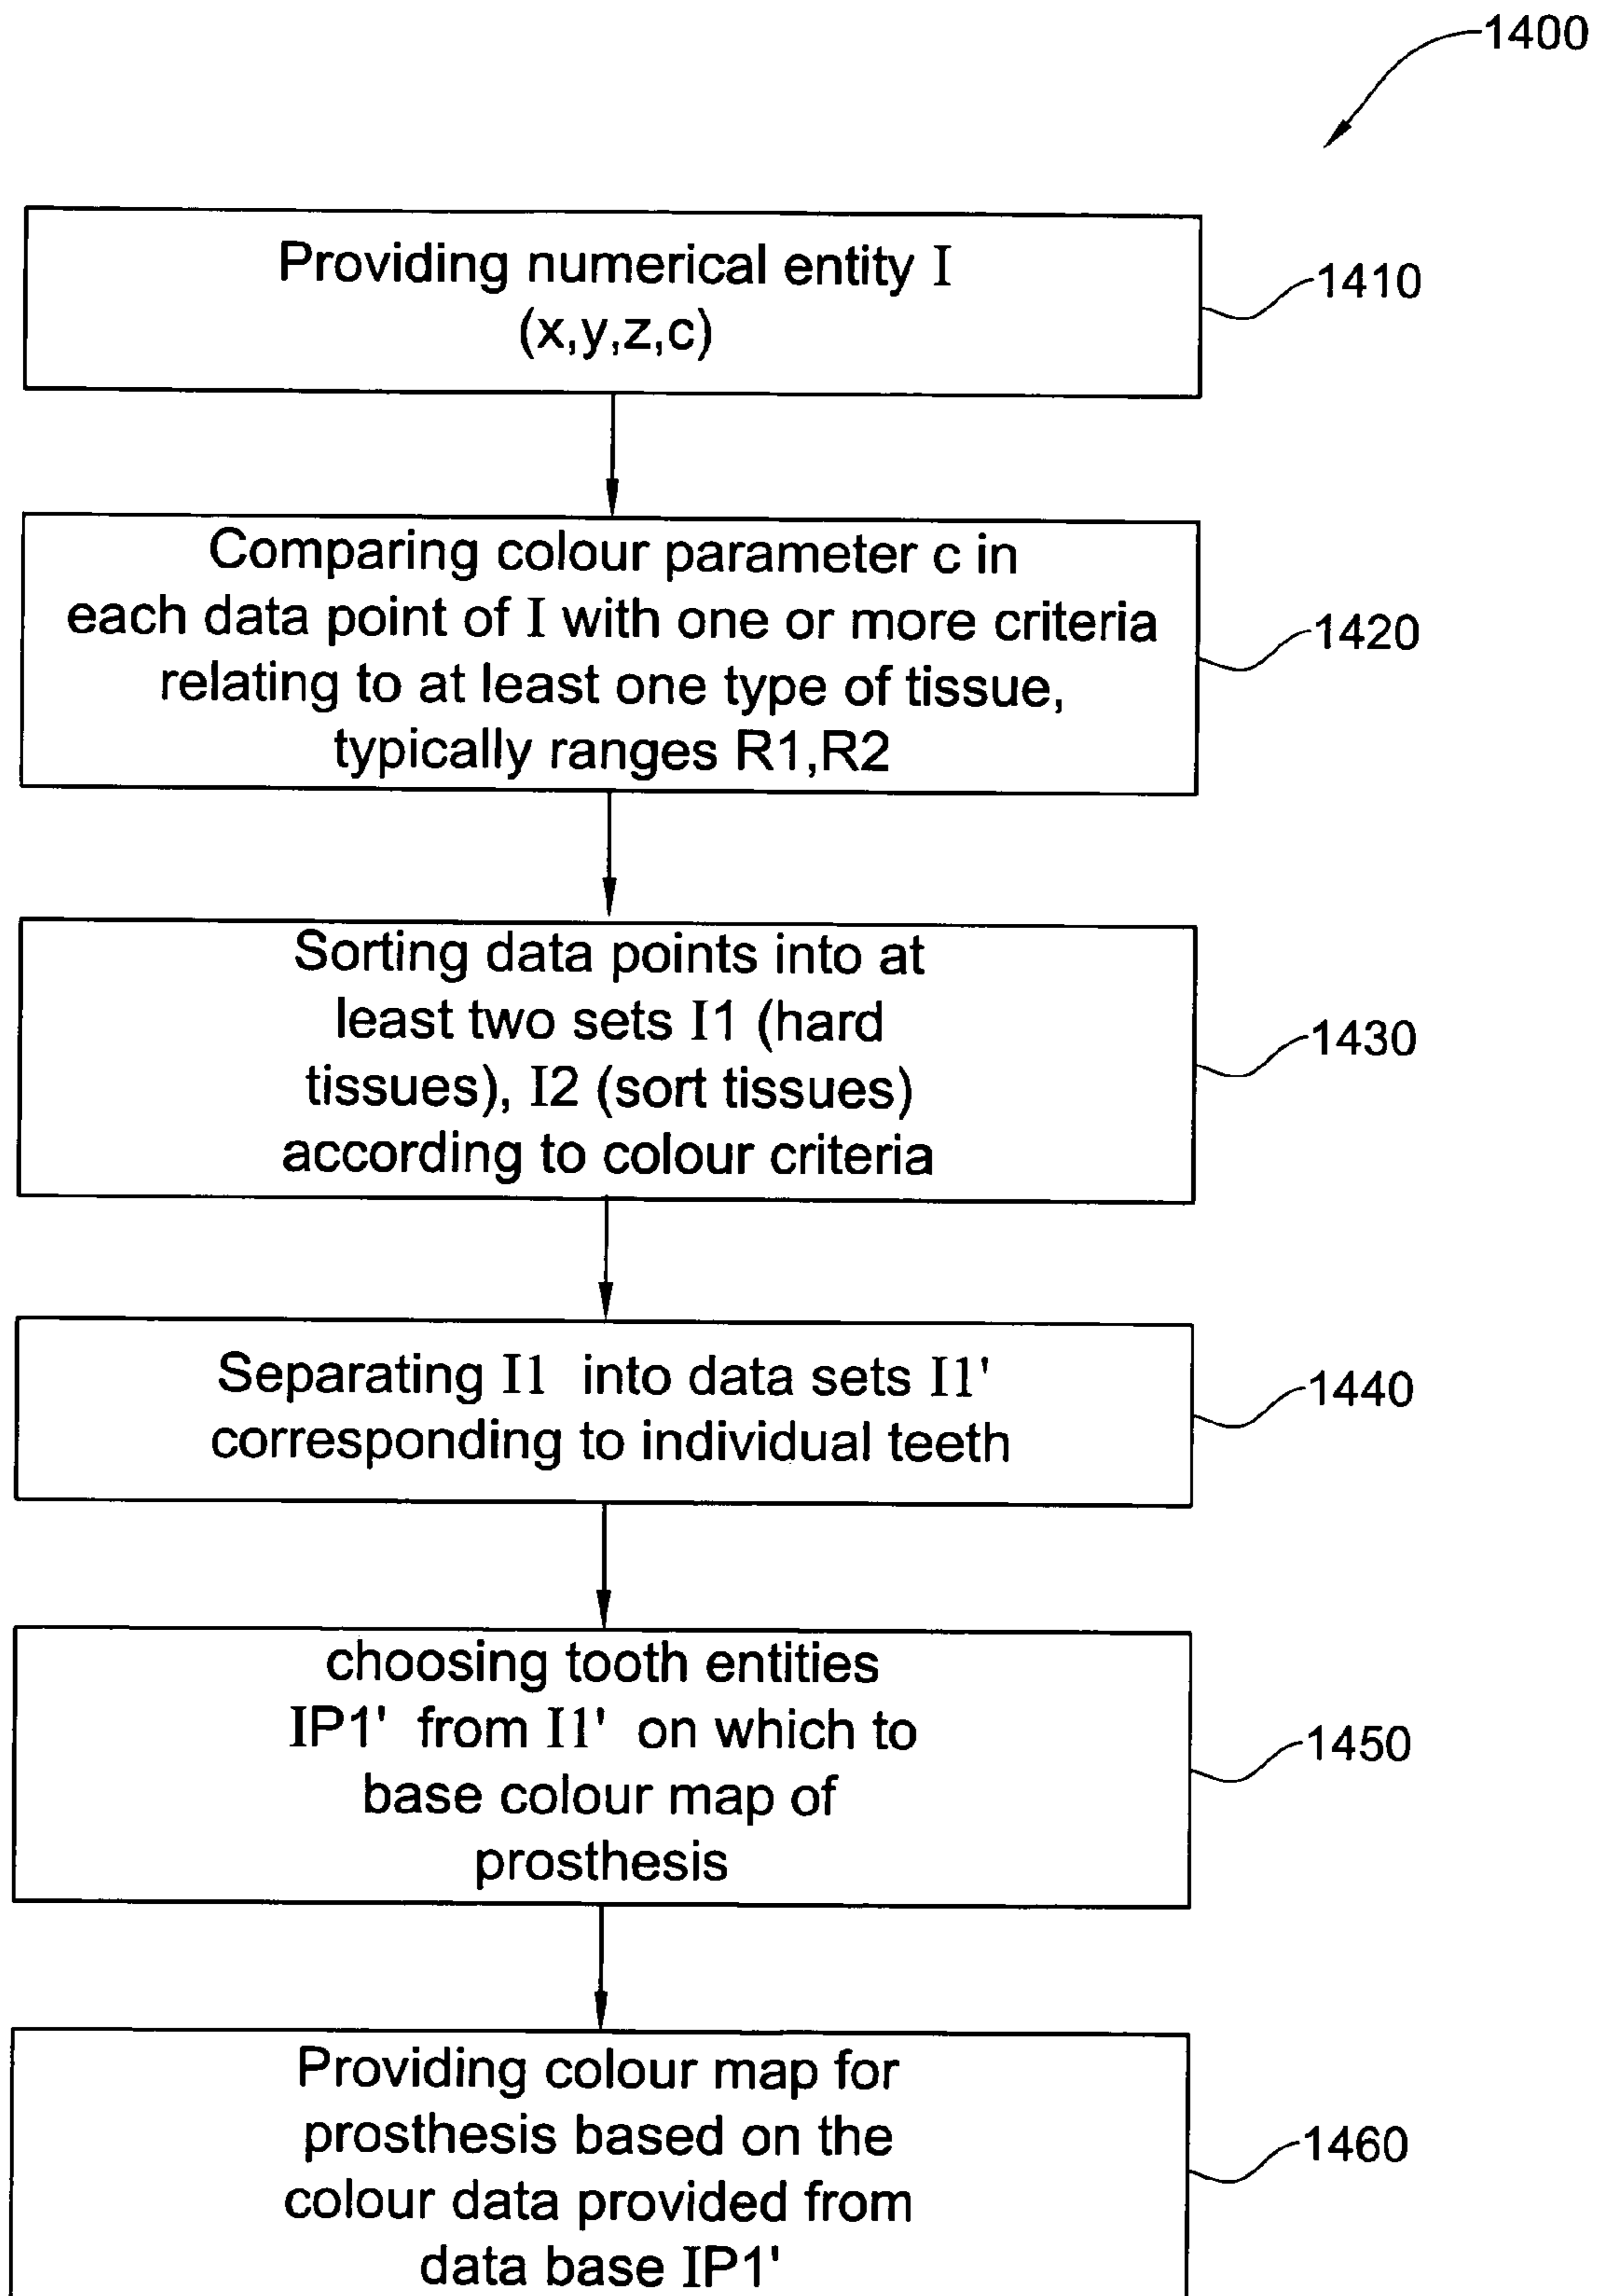 1400
Providing numerical entity I
(x,y,z,c)
1410
Comparing colour parameter c in
each data point of I with one or more criteria
relating to at least one type of tissue,
typically ranges R1,R2
1420
Sorting data points into at
least two sets I1 (hard
tissues), I2 (sort tissues)
according to colour criteria
1430
Separating I1 into data sets I1'
corresponding to individual teeth
1440
choosing tooth entities
IP1' from I1' on which to
base colour map of
prosthesis
1450
Providing colour map for
prosthesis based on the
colour data provided from
data base IP1'
1460